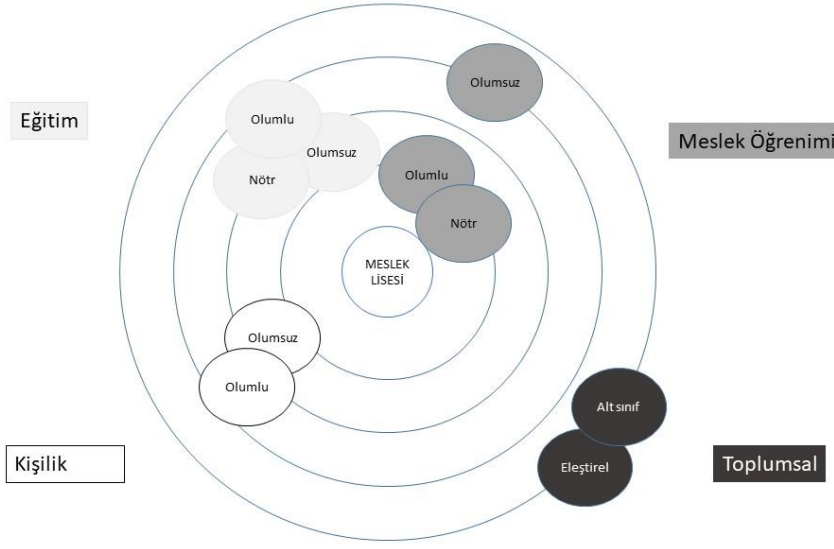 Olumsuz
Eğitim
Olumlu
Olumsuz
Meslek Öğrenimi
Olumlu
Nötr
Nötr
MESLEK
LİSESİ
Olumsuz
Olumlu
Alt sınıf
Kişilik
Eleştirel
Toplumsal